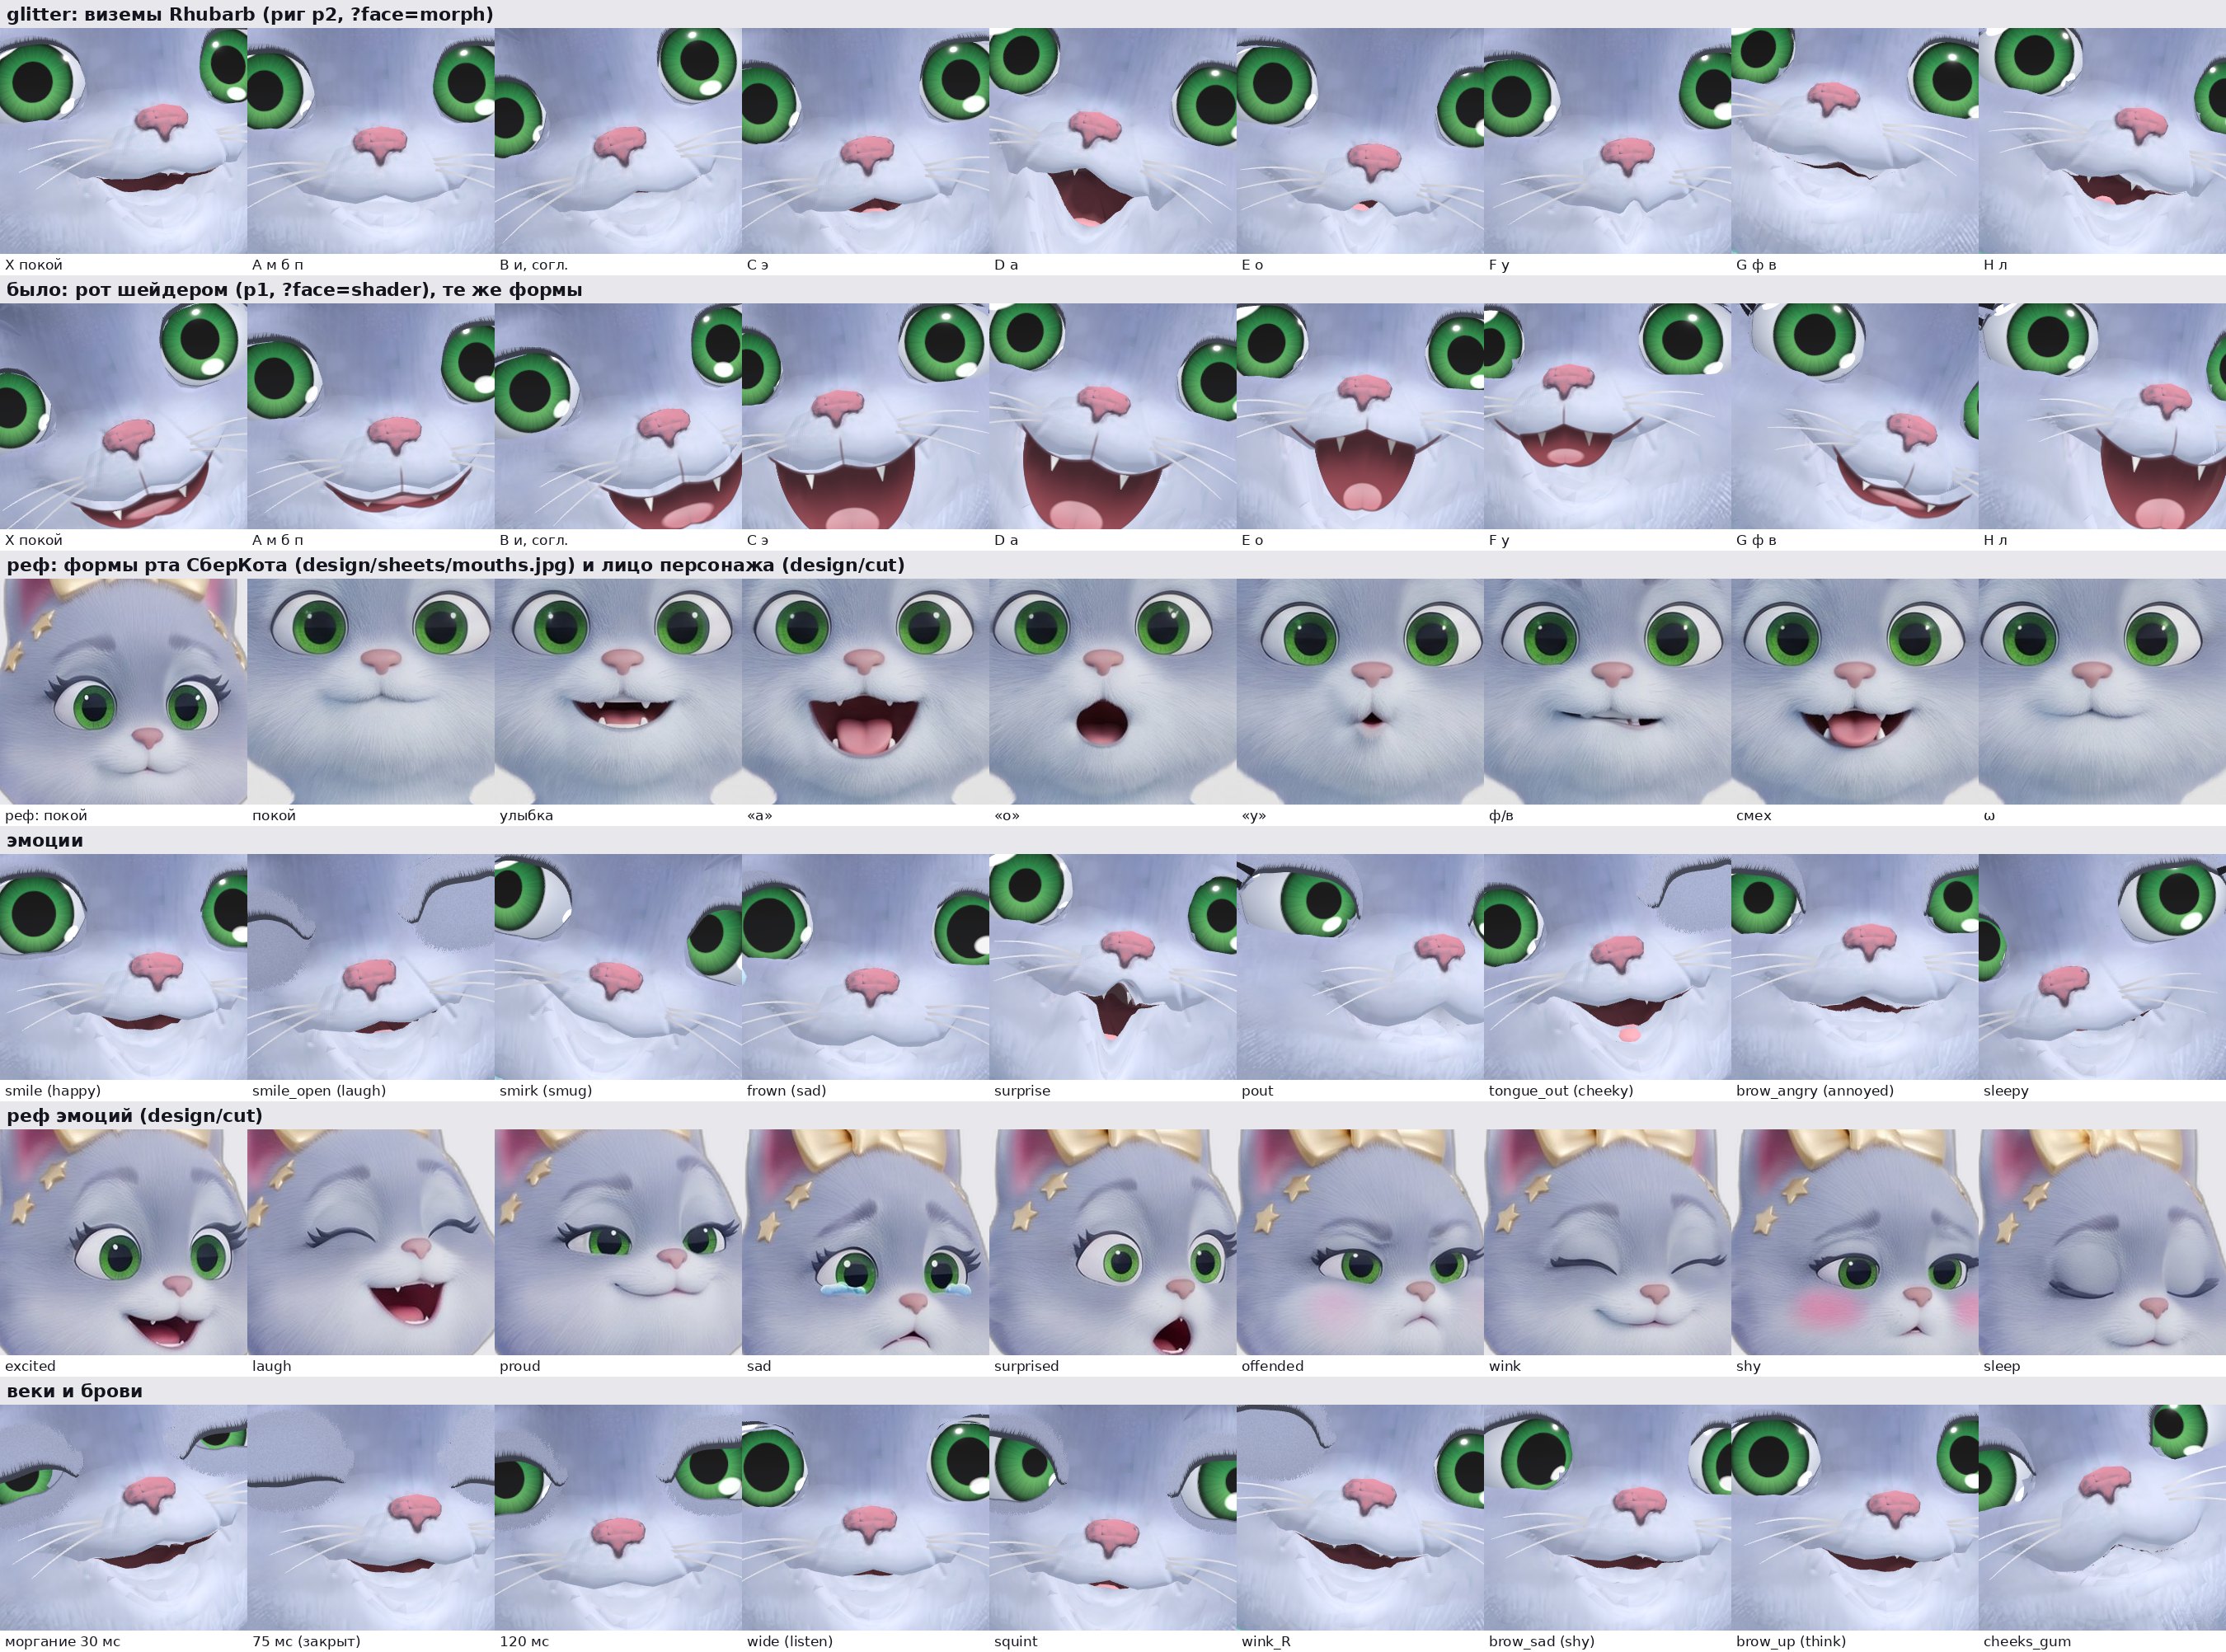 glitter: виземы Rhubarb (риг p2, ?face=morph)
X покой A м б п B и, согл. C э D а E о F у G ф в H л
было: рот шейдером (p1, ?face=shader), те же формы
X покой A м б п B и, согл. C э D а E о F у G ф в H л
реф: формы рта СберКота (design/sheets/mouths.jpg) и лицо персонажа (design/cut)
реф: покой покой улыбка «а» «о» «у» ф/в смех ω
эмоции
smile (happy) smile_open (laugh) smirk (smug) frown (sad) surprise pout tongue_out (cheeky) brow_angry (annoyed) sleepy
реф эмоций (design/cut)
excited laugh proud sad surprised offended wink shy sleep
веки и брови
моргание 30 мс 75 мс (закрыт) 120 мс wide (listen) squint wink_R brow_sad (shy) brow_up (think) cheeks_gum